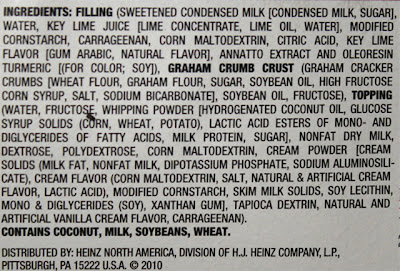 INGREDIENTS: FILLING (SWEETENED CONDENSED MILK [CONDENSED MILK, SUGAR],
WATER, KEY LIME JUICE [LIME CONCENTRATE, LIME OIL, WATER], MODIFIED
CORNSTARCH, CARRAGEENAN, CORN MALTODEXTRIN, CITRIC ACID, KEY LIME
FLAVOR [GUM ARABIC, NATURAL FLAVOR], ANNATTO EXTRACT AND OLEORESIN
TURMERIC [(FOR COLOR; SOY]), GRAHAM CRUMB CRUST (GRAHAM CRACKER
CRUMBS [WHEAT FLOUR, GRAHAM FLOUR, SUGAR, SOYBEAN OIL, HIGH FRUCTOSE
CORN SYRUP, SALT, SODIUM BICARBONATE], SOYBEAN OIL, FRUCTOSE), TOPPING
(WATER, FRUCTOSE, WHIPPING POWDER [HYDROGENATED COCONUT OIL, GLUCOSE
SYRUP SOLIDS (CORN, WHEAT, POTATO), LACTIC ACID ESTERS OF MONO- AND
DIGLYCERIDES OF FATTY ACIDS, MILK PROTEIN, SUGAR], NONFAT DRY MILK,
DEXTROSE, POLYDEXTROSE, CORN MALTODEXTRIN, CREAM POWDER [CREAM
SOLIDS (MILK FAT, NONFAT MILK, DIPOTASSIUM PHOSPHATE, SODIUM ALUMINOSILI-
CATE), CREAM FLAVOR (CORN MALTODEXTRIN, SALT, NATURAL & ARTIFICIAL CREAM
FLAVOR, LACTIC ACID), MODIFIED CORNSTARCH, SKIM MILK SOLIDS, SOY LECITHIN,
MONO & DIGLYCERIDES (SOY), XANTHAN GUM], TAPIOCA DEXTRIN, NATURAL AND
ARTIFICIAL VANILLA CREAM FLAVOR, CARRAGEENAN).
CONTAINS COCONUT, MILK, SOYBEANS, WHEAT.
DISTRIBUTED BY: HEINZ NORTH AMERICA, DIVISION OF H.J. HEINZ COMPANY, L.P.,
PITTSBURGH, PA 15222 U.S.A. © 2010